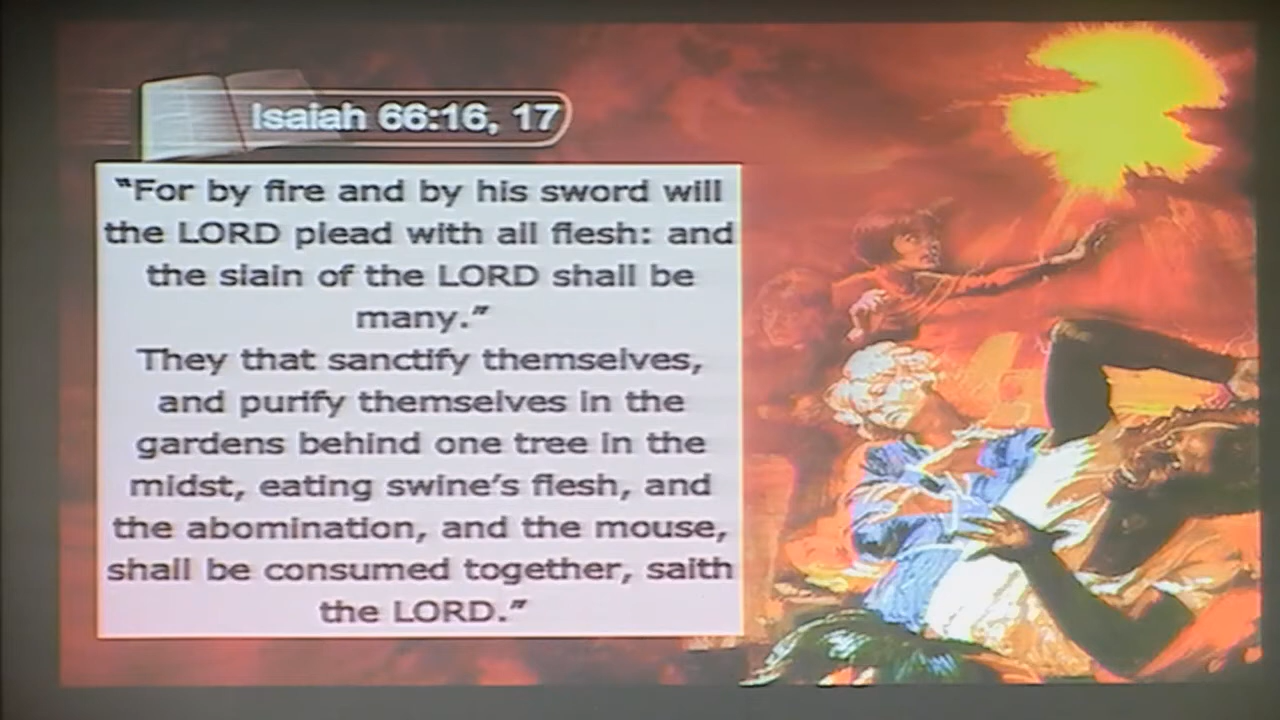 Isaiah 66:16, 17
"For by fire and by his sword will
the LORD plead with all flesh: and
the slain of the LORD shall be
many."
They that sanctify themselves,
and purify themselves in the
gardens behind one tree in the
midst, eating swine's flesh, and
the abomination, and the mouse,
shall be consumed together, saith
the LORD."